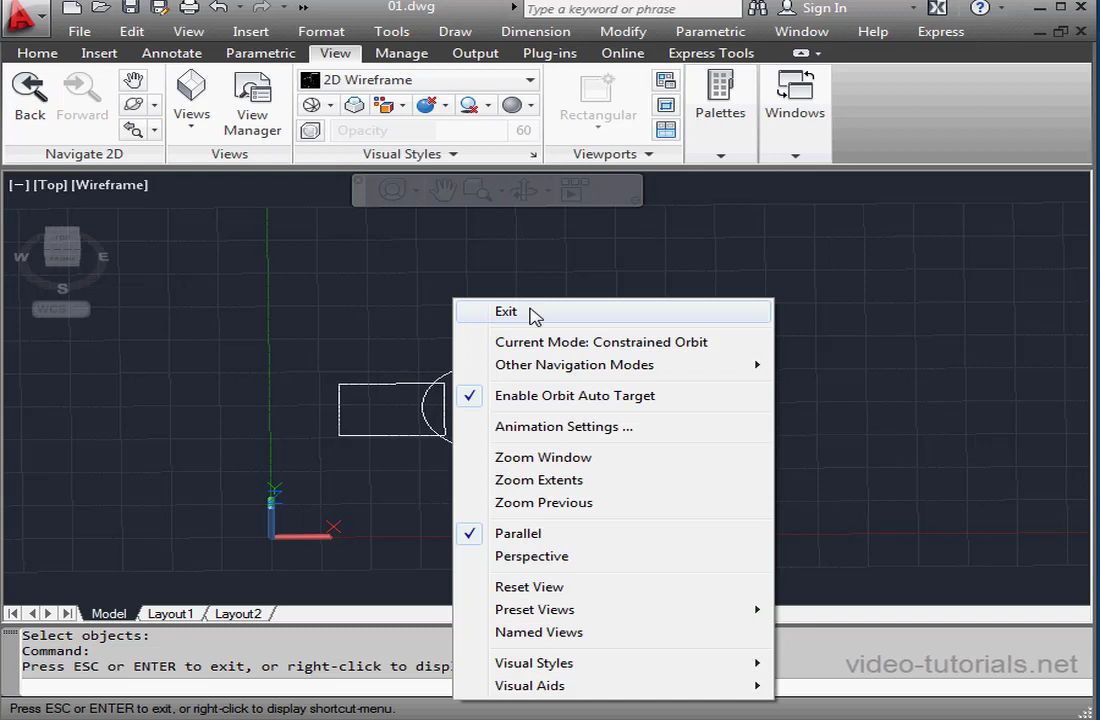 01.dwg
Type a keyword or phrase
Sign In
File Edit View Insert Format Tools Draw Dimension Modify Parametric Window Help Express
Home Insert Annotate Parametric View Manage Output Plug-ins Online Express Tools
2D Wireframe
Back Forward Views View Manager Rectangular Palettes Windows
Opacity 60
Navigate 2D Views Visual Styles Viewports
[−] [Top] [Wireframe]
W E
S
WCS
Exit
Current Mode: Constrained Orbit
Other Navigation Modes
Enable Orbit Auto Target
Animation Settings ...
Zoom Window
Zoom Extents
Zoom Previous
Parallel
Perspective
Reset View
Preset Views
Named Views
Visual Styles
Visual Aids
Y
X
Model Layout1 Layout2
Select objects:
Command:
Press ESC or ENTER to exit, or right-click to displ
video-tutorials.net
Press ESC or ENTER to exit, or right-click to display shortcut-menu.